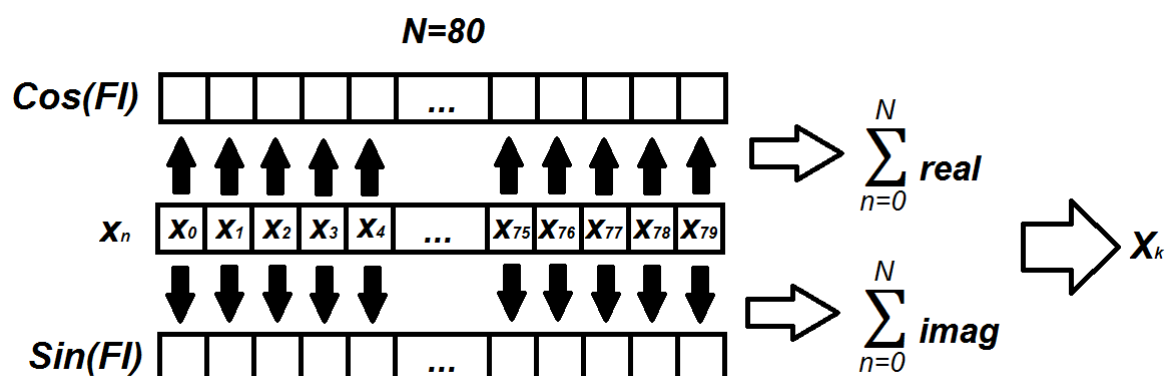 N=80
Cos(FI)
...
N
∑ real
n=0
xₙ x₀ x₁ x₂ x₃ x₄ ... x₇₅ x₇₆ x₇₇ x₇₈ x₇₉
Xₖ
N
∑ imag
n=0
Sin(FI)
...